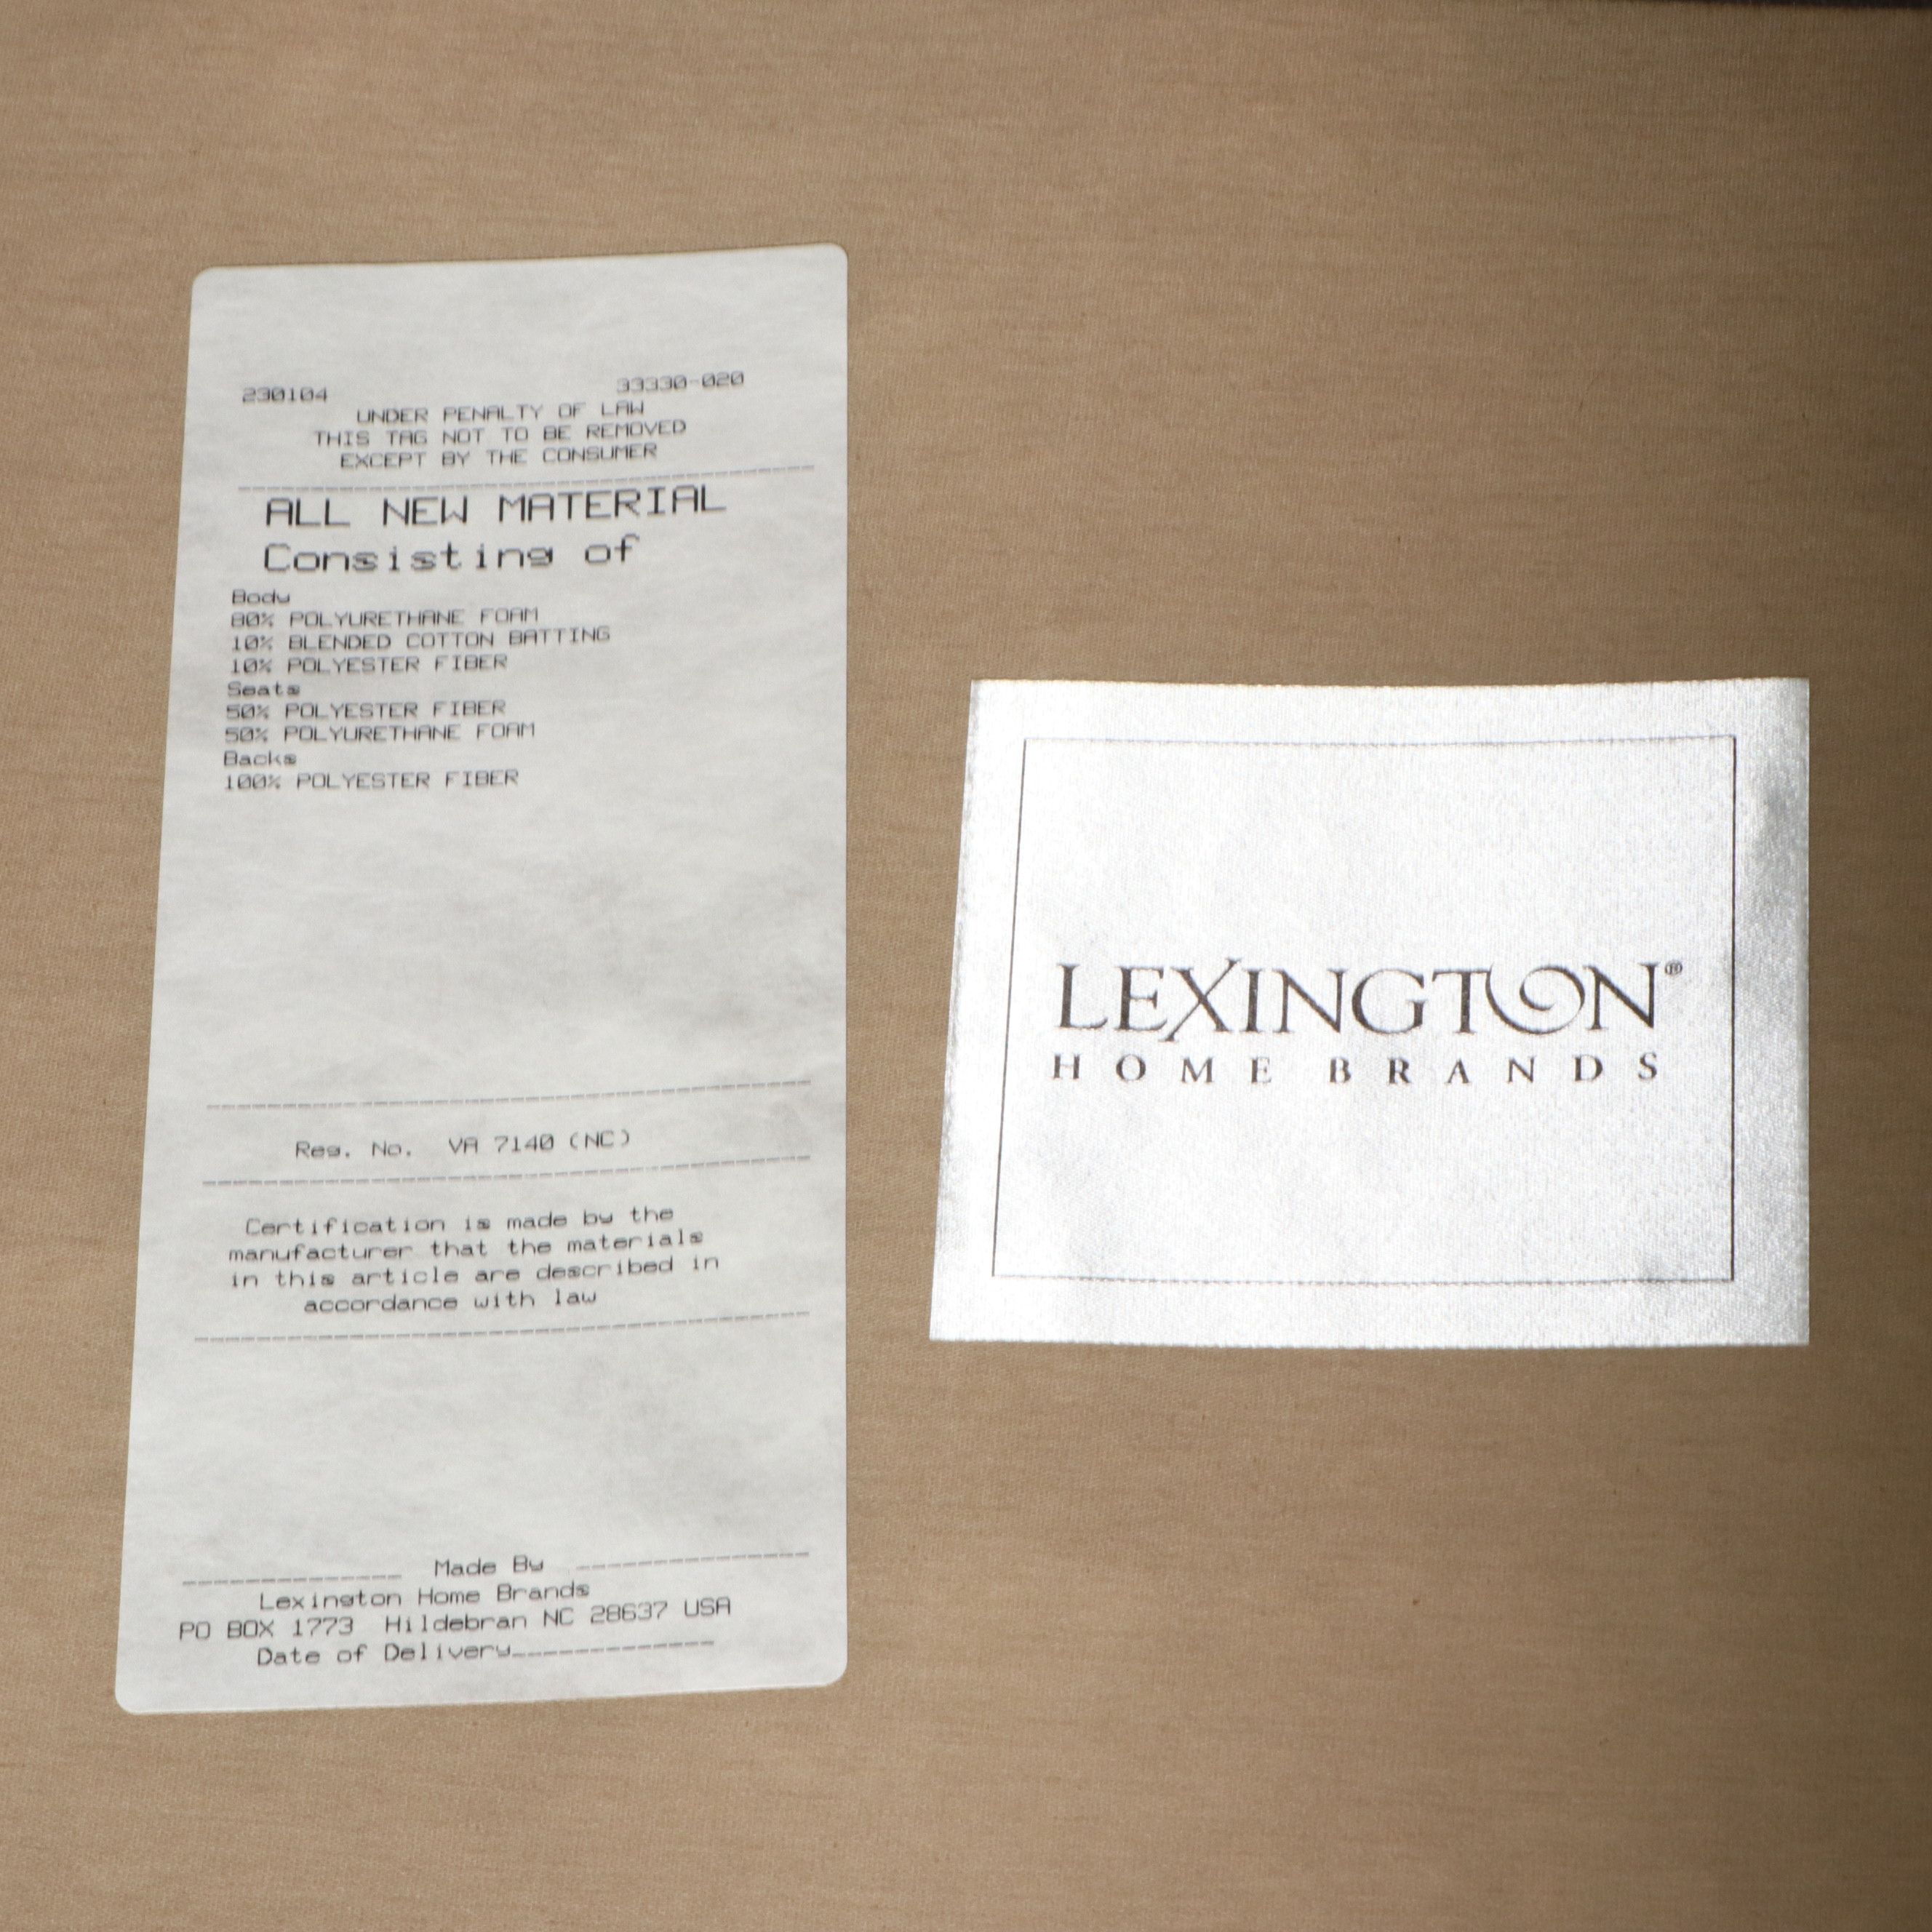 230104 33330-020
UNDER PENALTY OF LAW
THIS TAG NOT TO BE REMOVED
EXCEPT BY THE CONSUMER
ALL NEW MATERIAL
Consisting of
Body
80% POLYURETHANE FOAM
10% BLENDED COTTON BATTING
10% POLYESTER FIBER
Seats
50% POLYESTER FIBER
50% POLYURETHANE FOAM
Backs
100% POLYESTER FIBER
Reg. No. VA 7140 (NC)
Certification is made by the
manufacturer that the materials
in this article are described in
accordance with law
Made By
Lexington Home Brands
PO BOX 1773 Hildebran NC 28637 USA
Date of Delivery_____________
LEXINGTON®
HOME BRANDS